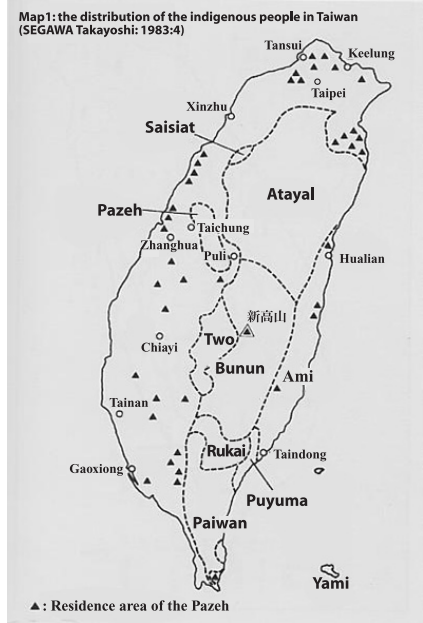 Map1: the distribution of the indigenous people in Taiwan
(SEGAWA Takayoshi: 1983:4)
Tansui
Keelung
Taipei
Xinzhu
Saisiat
Atayal
Pazeh
Taichung
Zhanghua
Puli
Hualian
新高山
Two
Chiayi
Bunun
Ami
Tainan
Rukai
Taindong
Gaoxiong
Puyuma
Paiwan
Yami
▲: Residence area of the Pazeh